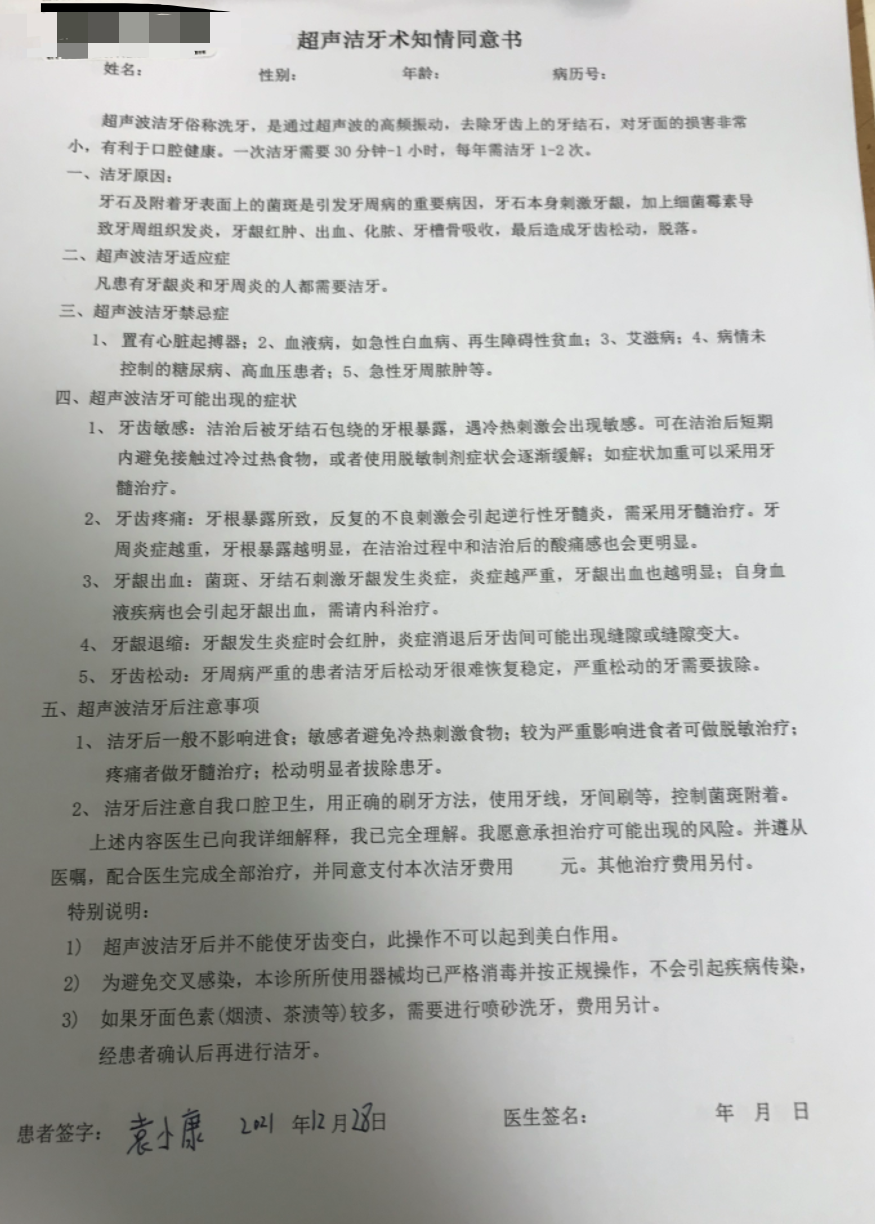 超声洁牙术知情同意书
姓名： 性别： 年龄： 病历号：
超声波洁牙俗称洗牙，是通过超声波的高频振动，去除牙齿上的牙结石，对牙面的损害非常
小，有利于口腔健康。一次洁牙需要 30 分钟-1 小时，每年需洁牙 1-2 次。
一、洁牙原因：
牙石及附着牙表面上的菌斑是引发牙周病的重要病因，牙石本身刺激牙龈，加上细菌霉素导
致牙周组织发炎，牙龈红肿、出血、化脓、牙槽骨吸收，最后造成牙齿松动，脱落。
二、超声波洁牙适应症
凡患有牙龈炎和牙周炎的人都需要洁牙。
三、超声波洁牙禁忌症
1、 置有心脏起搏器；2、血液病，如急性白血病、再生障碍性贫血；3、艾滋病；4、病情未
控制的糖尿病、高血压患者；5、急性牙周脓肿等。
四、超声波洁牙可能出现的症状
1、 牙齿敏感：洁治后被牙结石包绕的牙根暴露，遇冷热刺激会出现敏感。可在洁治后短期
内避免接触过冷过热食物，或者使用脱敏制剂症状会逐渐缓解；如症状加重可以采用牙
髓治疗。
2、 牙齿疼痛：牙根暴露所致，反复的不良刺激会引起逆行性牙髓炎，需采用牙髓治疗。牙
周炎症越重，牙根暴露越明显，在洁治过程中和洁治后的酸痛感也会更明显。
3、 牙龈出血：菌斑、牙结石刺激牙龈发生炎症，炎症越严重，牙龈出血也越明显；自身血
液疾病也会引起牙龈出血，需请内科治疗。
4、 牙龈退缩：牙龈发生炎症时会红肿，炎症消退后牙齿间可能出现缝隙或缝隙变大。
5、 牙齿松动：牙周病严重的患者洁牙后松动牙很难恢复稳定，严重松动的牙需要拔除。
五、超声波洁牙后注意事项
1、 洁牙后一般不影响进食；敏感者避免冷热刺激食物；较为严重影响进食者可做脱敏治疗；
疼痛者做牙髓治疗；松动明显者拔除患牙。
2、 洁牙后注意自我口腔卫生，用正确的刷牙方法，使用牙线，牙间刷等，控制菌斑附着。
上述内容医生已向我详细解释，我已完全理解。我愿意承担治疗可能出现的风险。并遵从
医嘱，配合医生完成全部治疗，并同意支付本次洁牙费用 元。其他治疗费用另付。
特别说明：
1) 超声波洁牙后并不能使牙齿变白，此操作不可以起到美白作用。
2) 为避免交叉感染，本诊所所使用器械均已严格消毒并按正规操作，不会引起疾病传染，
3) 如果牙面色素(烟渍、茶渍等)较多，需要进行喷砂洗牙，费用另计。
经患者确认后再进行洁牙。
患者签字： 袁小康 2021 年 12 月 28 日 医生签名： 年 月 日